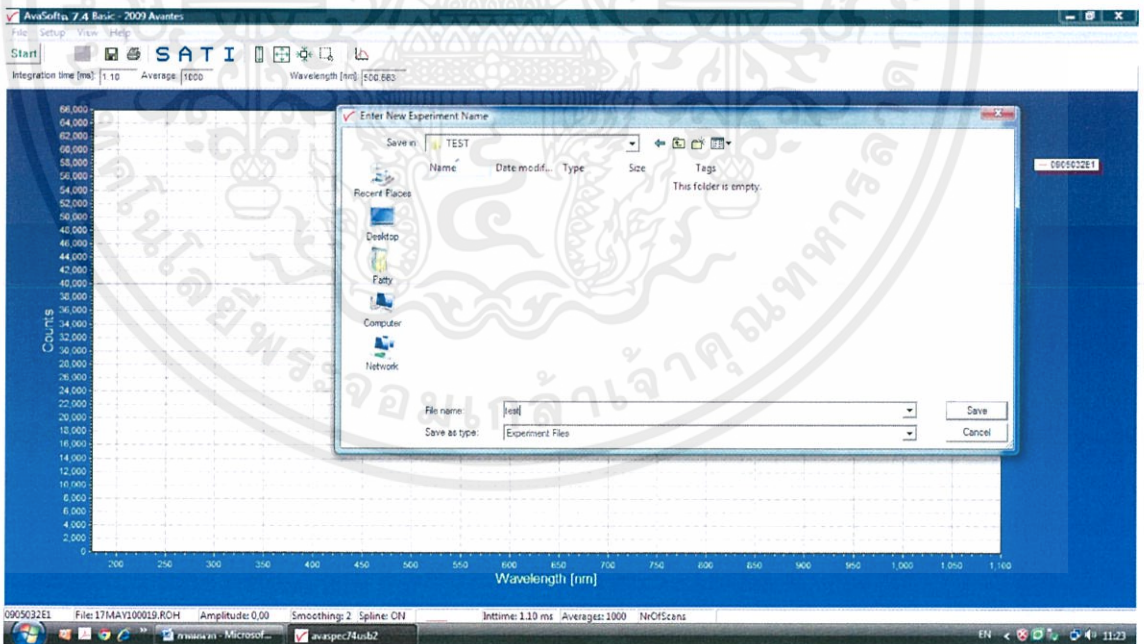 AvaSoft® 7.4 Basic - 2009 Avantes
File Setup View Help
Start S A T I
Integration time [ms]: 1.10 Average: 1000 Wavelength [nm]: 500.563
Enter New Experiment Name
Save in: TEST
Name Date modif... Type Size Tags
This folder is empty.
Recent Places
Desktop
Patty
Computer
Network
File name: test
Save as type: Experiment Files
Save
Cancel
0905032E1
66,000
64,000
62,000
60,000
58,000
56,000
54,000
52,000
50,000
48,000
46,000
44,000
42,000
40,000
38,000
36,000
34,000
32,000
30,000
28,000
26,000
24,000
22,000
20,000
18,000
16,000
14,000
12,000
10,000
8,000
6,000
4,000
2,000
0
Counts
200 250 300 350 400 450 500 550 600 650 700 750 800 850 900 950 1,000 1,050 1,100
Wavelength [nm]
0905032E1 File: 17MAY100019.ROH Amplitude: 0,00 Smoothing: 2 Spline: ON Inttime: 1.10 ms Averages: 1000 NrOfScans
- Microsof... avaspec74usb2 EN 11:23